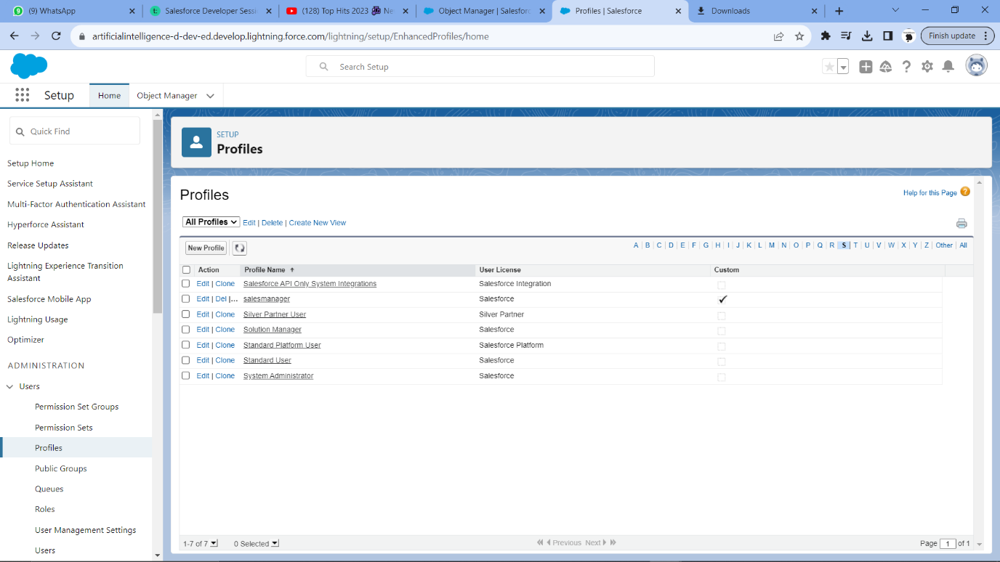 (9) WhatsApp
Salesforce Developer Sessi
(128) Top Hits 2023 Ne
Object Manager | Salesforc
Profiles | Salesforce
Downloads
artificialintelligence-d-dev-ed.develop.lightning.force.com/lightning/setup/EnhancedProfiles/home
Finish update
Search Setup
Setup
Home
Object Manager
Quick Find
Setup Home
Service Setup Assistant
Multi-Factor Authentication Assistant
Hyperforce Assistant
Release Updates
Lightning Experience Transition
Assistant
Salesforce Mobile App
Lightning Usage
Optimizer
ADMINISTRATION
Users
Permission Set Groups
Permission Sets
Profiles
Public Groups
Queues
Roles
User Management Settings
Users
SETUP
Profiles
Profiles
Help for this Page ?
All Profiles Edit | Delete | Create New View
New Profile
A | B | C | D | E | F | G | H | I | J | K | L | M | N | O | P | Q | R | S | T | U | V | W | X | Y | Z | Other | All
Action Profile Name User License Custom
Edit | Clone Salesforce API Only System Integrations Salesforce Integration
Edit | Del |... salesmanager Salesforce
Edit | Clone Silver Partner User Silver Partner
Edit | Clone Solution Manager Salesforce
Edit | Clone Standard Platform User Salesforce Platform
Edit | Clone Standard User Salesforce
Edit | Clone System Administrator Salesforce
1-7 of 7 0 Selected Previous Next Page 1 of 1